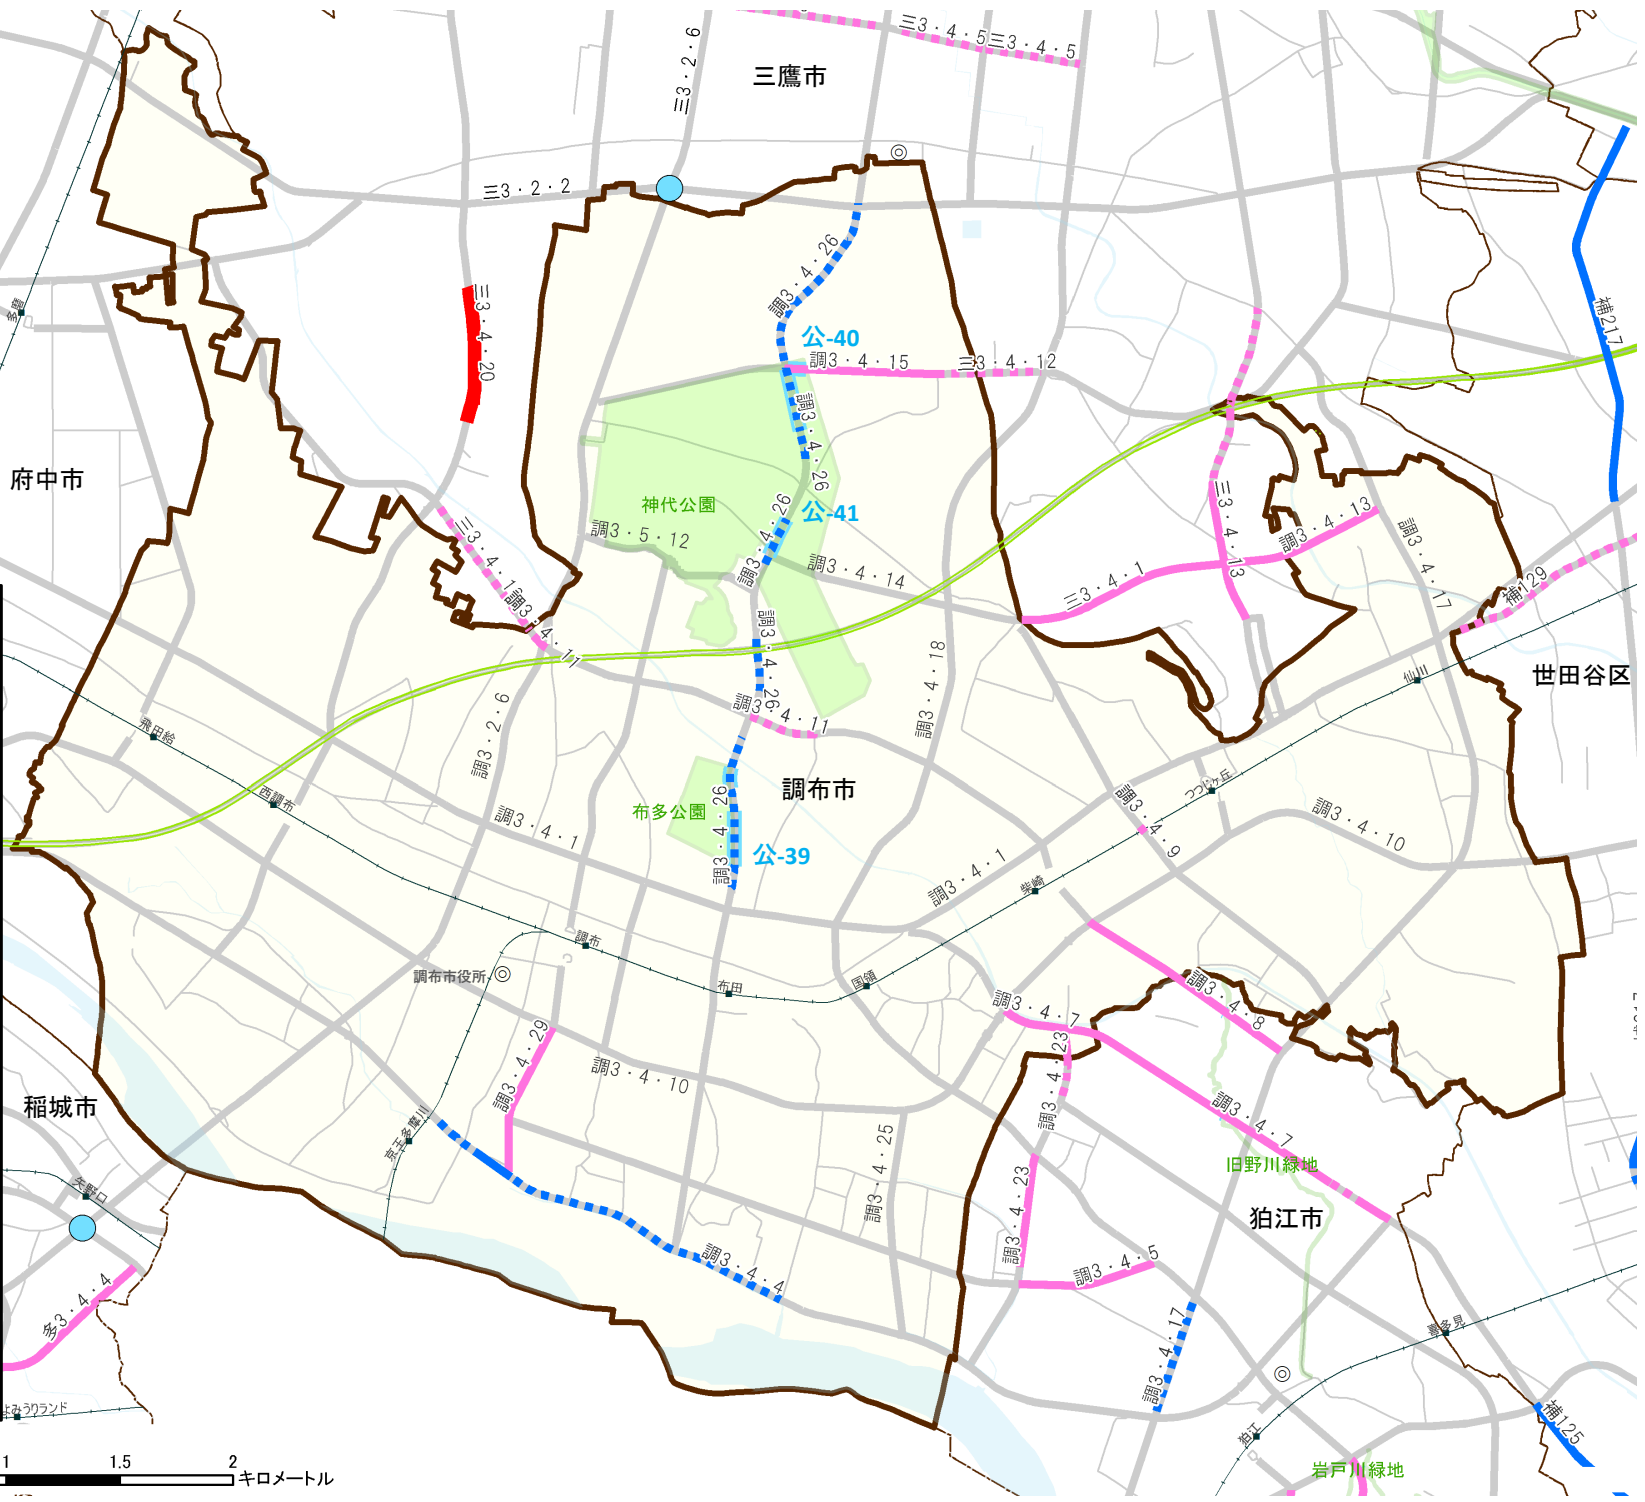 三3・4・5
三3・4・5
三3・2・6
三鷹市
三3・2・2
調3・4・26
補217
多磨
三3・4・20
公-40
調3・4・15
三3・4・12
調3・4・26
府中市
神代公園
調3・4・26
公-41
三3・4・13
調3・4・13
調3・4・17
調3・5・12
調3・4・14
三3・4・1
補129
調3・4・11
調3・4・26
調3・4・18
仙川
世田谷区
調3・2・6
調3・4・11
飛田給
西調布
調3・4・1
布多公園
調3・4・26
調布市
公-39
つつじヶ丘
調3・4・9
調3・4・10
調3・4・1
柴崎
調布
調布市役所
布田
国領
調3・4・7
調3・4・8
調3・4・29
調3・4・10
調3・4・23
稲城市
京王多摩川
調3・4・25
調3・4・7
旧野川緑地
矢野口
調3・4・23
狛江市
調3・4・4
調3・4・5
多3・4・4
調3・4・17
喜多見
よみうりランド
狛江
補125
岩戸川緑地
1
1.5
2
キロメートル